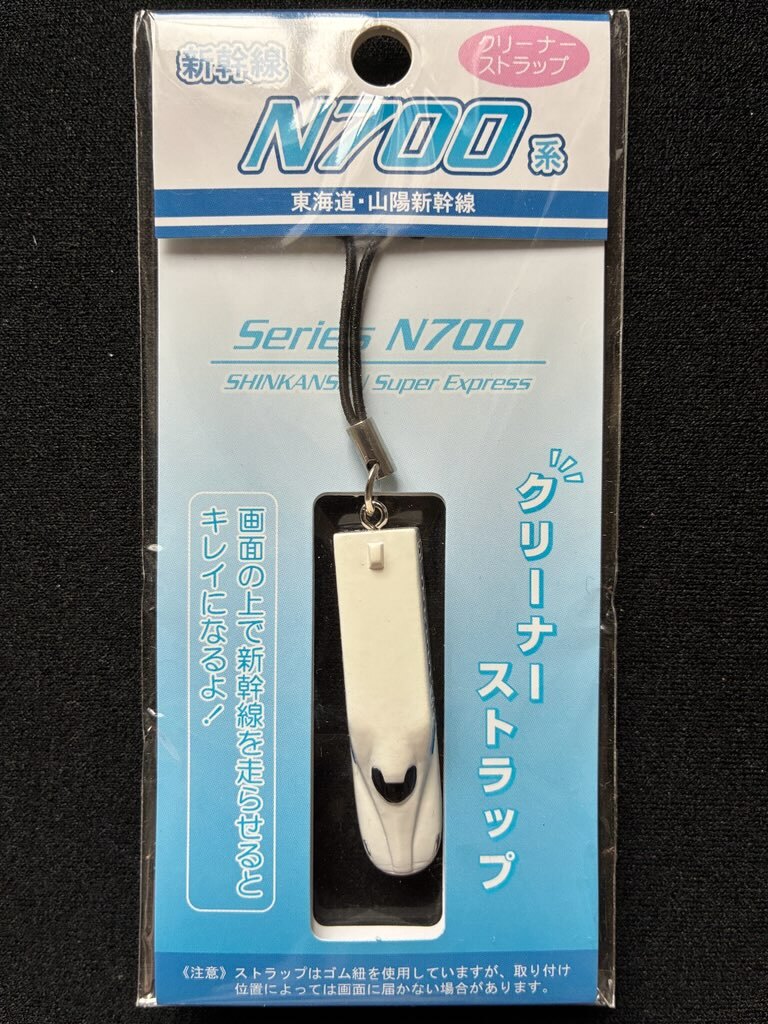 新幹線
クリーナー
ストラップ
N700系
東海道・山陽新幹線
Series N700
SHINKANSEN Super Express
クリーナー
ストラップ
画面の上で新幹線を走らせると
キレイになるよ！
《注意》ストラップはゴム紐を使用していますが、取り付け
位置によっては画面に届かない場合があります。